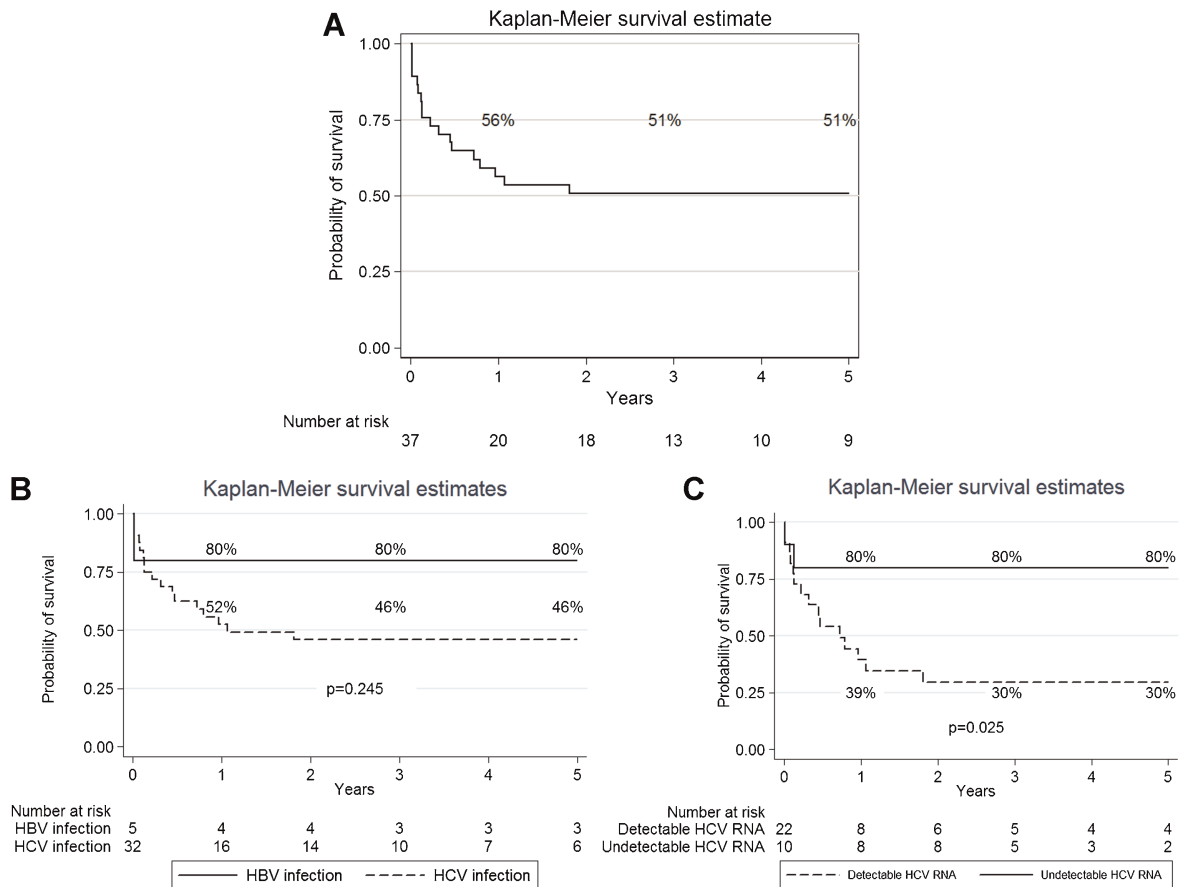 A
Kaplan-Meier survival estimate
1.00
0.75
0.50
0.25
0.00
Probability of survival
56% 51% 51%
0 1 2 3 4 5
Years
Number at risk
37 20 18 13 10 9
B
Kaplan-Meier survival estimates
1.00
0.75
0.50
0.25
0.00
Probability of survival
80% 80% 80%
52% 46% 46%
p=0.245
0 1 2 3 4 5
Years
Number at risk
HBV infection 5 4 4 3 3 3
HCV infection 32 16 14 10 7 6
HBV infection HCV infection
C
Kaplan-Meier survival estimates
1.00
0.75
0.50
0.25
0.00
Probability of survival
80% 80% 80%
39% 30% 30%
p=0.025
0 1 2 3 4 5
Years
Number at risk
Detectable HCV RNA 22 8 6 5 4 4
Undetectable HCV RNA 10 8 8 5 3 2
Detectable HCV RNA Undetectable HCV RNA